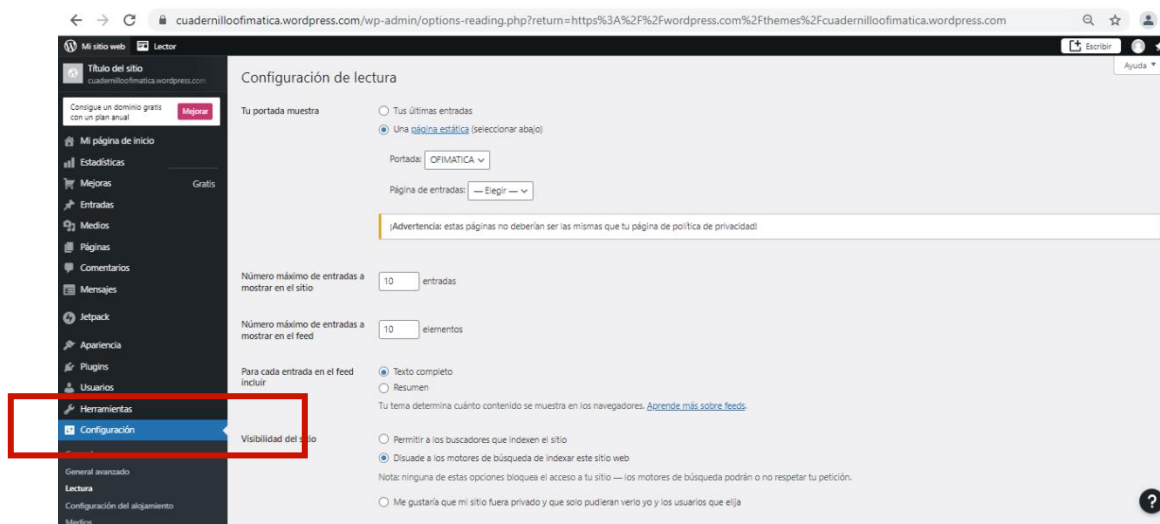 cuadernilloofimatica.wordpress.com/wp-admin/options-reading.php?return=https%3A%2F%2Fwordpress.com%2Fthemes%2Fcuadernilloofimatica.wordpress.com
Mi sitio web Lector Escribir
Título del sitio
cuadernilloofimatica.wordpress.com
Ayuda
Consigue un dominio gratis
con un plan anual
Mejorar
Mi página de inicio
Estadísticas
Mejoras Gratis
Entradas
Medios
Páginas
Comentarios
Mensajes
Jetpack
Apariencia
Plugins
Usuarios
Herramientas
Configuración
General avanzado
Lectura
Configuración del alojamiento
Medios
Configuración de lectura
Tu portada muestra
Tus últimas entradas
Una página estática (seleccionar abajo)
Portada: OFIMATICA
Página de entradas: — Elegir —
¡Advertencia: estas páginas no deberían ser las mismas que tu página de política de privacidad!
Número máximo de entradas a
mostrar en el sitio
10 entradas
Número máximo de entradas a
mostrar en el feed
10 elementos
Para cada entrada en el feed
incluir
Texto completo
Resumen
Tu tema determina cuánto contenido se muestra en los navegadores. Aprende más sobre feeds.
Visibilidad del sitio
Permitir a los buscadores que indexen el sitio
Disuade a los motores de búsqueda de indexar este sitio web
Nota: ninguna de estas opciones bloquea el acceso a tu sitio — los motores de búsqueda podrán o no respetar tu petición.
Me gustaría que mi sitio fuera privado y que solo pudieran verlo yo y los usuarios que elija
?